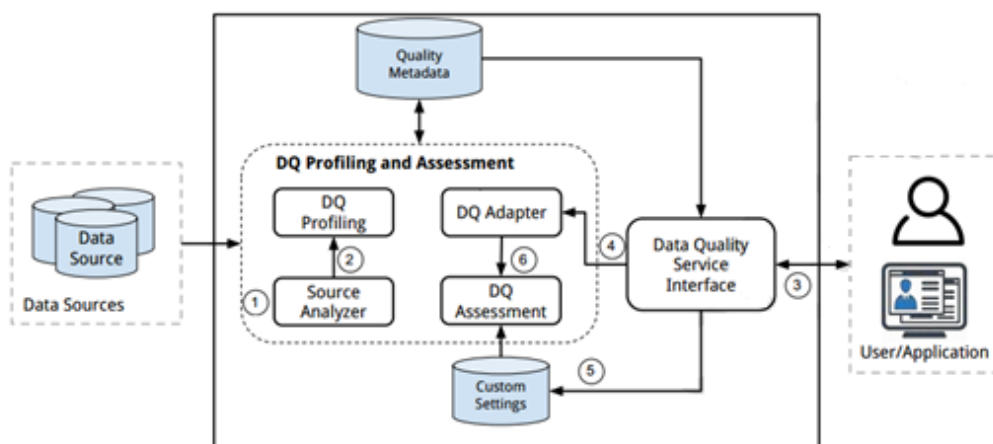 Quality
Metadata
DQ Profiling and Assessment
DQ
Profiling
DQ Adapter
Data
Source
Data Sources
2
4
6
1
Source
Analyzer
DQ
Assessment
Data Quality
Service
Interface
3
User/Application
5
Custom
Settings